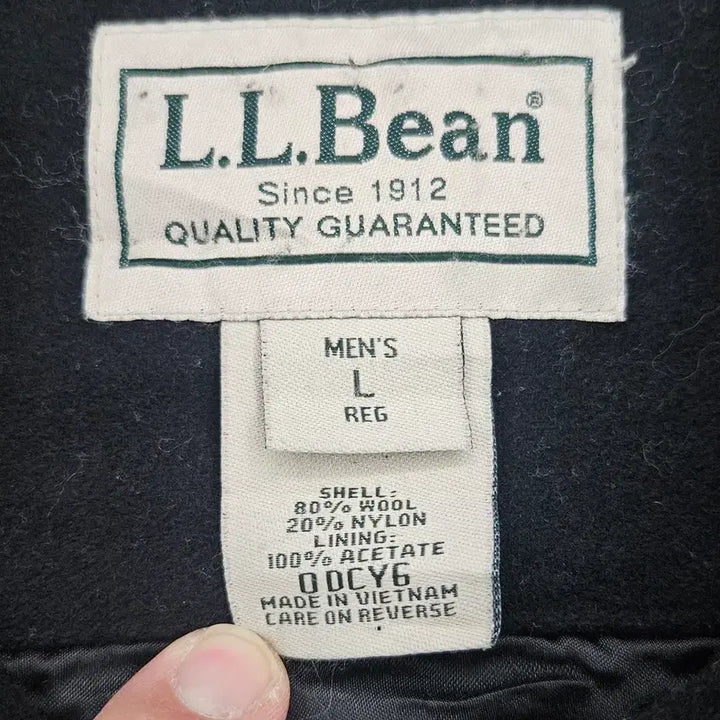 L.L.Bean®
Since 1912
QUALITY GUARANTEED
MEN'S
L
REG
SHELL:
80% WOOL
20% NYLON
LINING:
100% ACETATE
0DCY6
MADE IN VIETNAM
CARE ON REVERSE